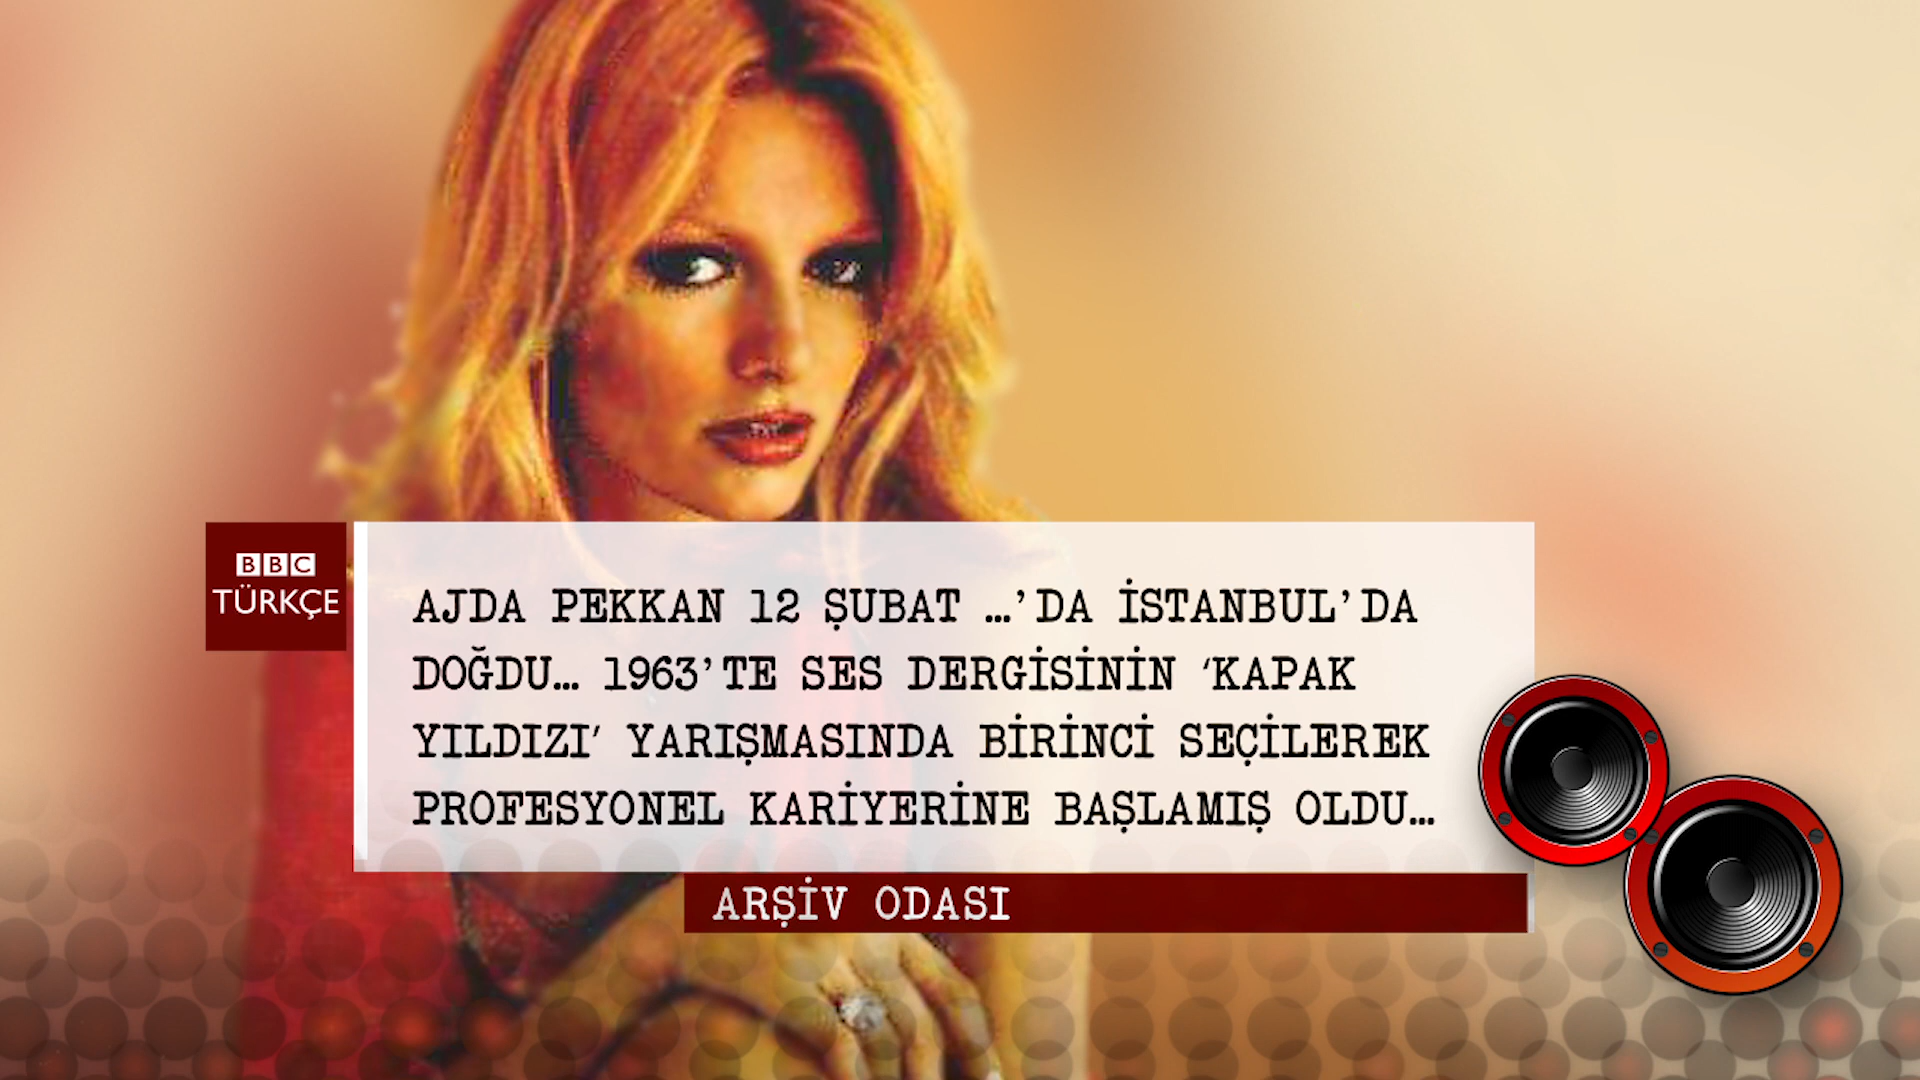 BBC
TÜRKÇE
AJDA PEKKAN 12 ŞUBAT …'DA İSTANBUL'DA
DOĞDU… 1963'TE SES DERGİSİNİN ‘KAPAK
YILDIZI’ YARIŞMASINDA BİRİNCİ SEÇİLEREK
PROFESYONEL KARİYERİNE BAŞLAMIŞ OLDU…
ARŞİV ODASI